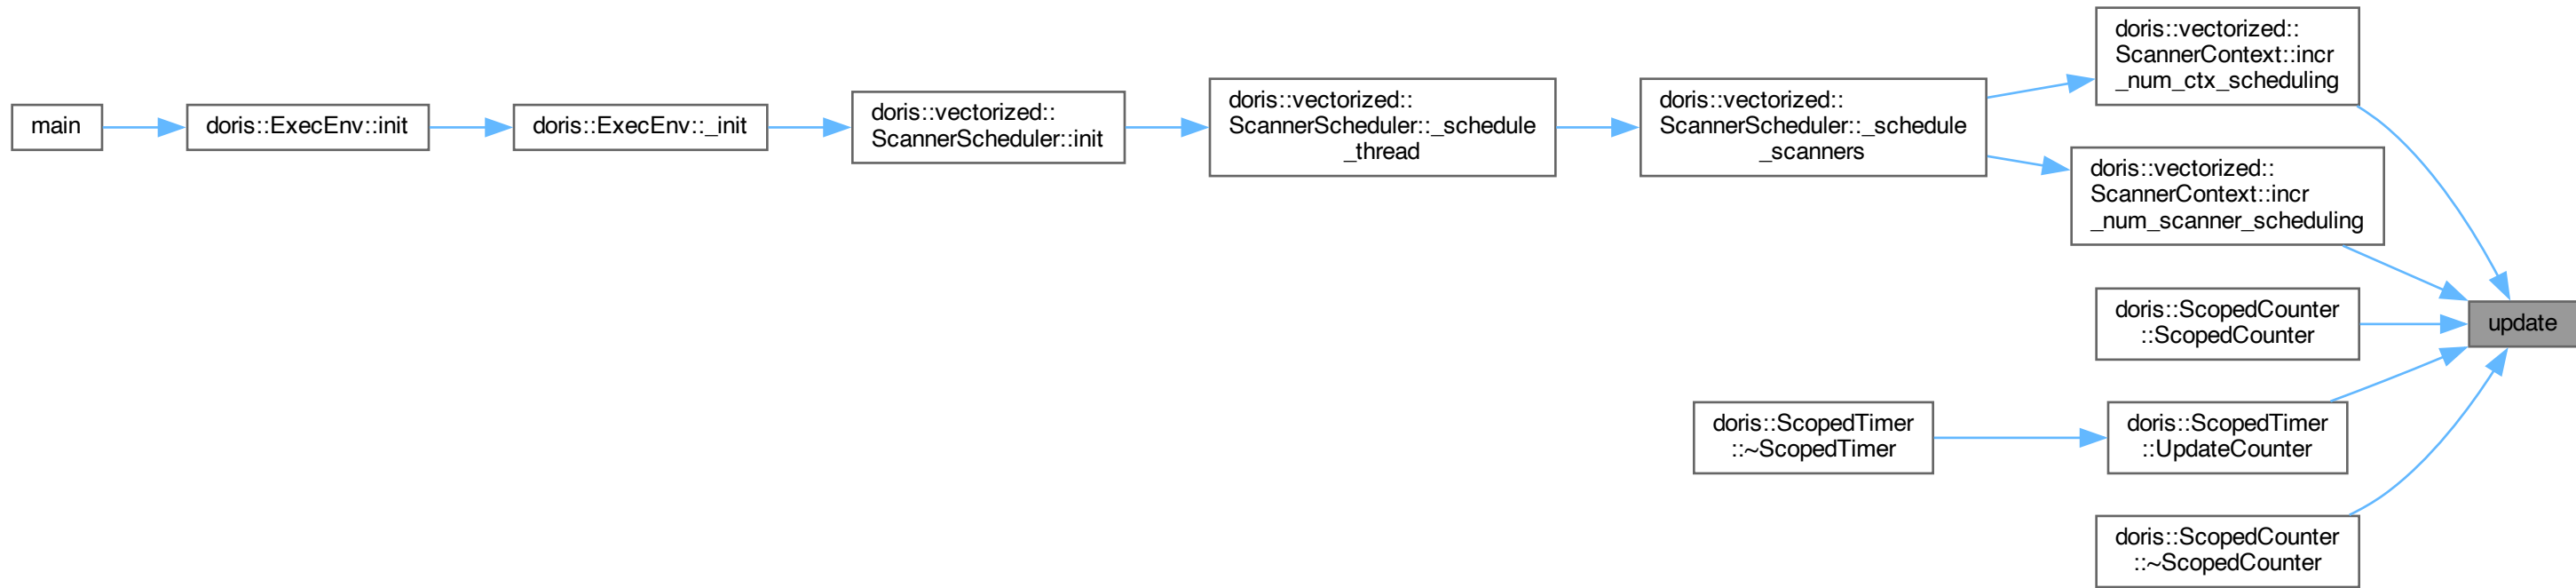 main
doris::ExecEnv::init
doris::ExecEnv::_init
doris::vectorized::
ScannerScheduler::init
doris::vectorized::
ScannerScheduler::_schedule
_thread
doris::vectorized::
ScannerScheduler::_schedule
_scanners
doris::vectorized::
ScannerContext::incr
_num_ctx_scheduling
doris::vectorized::
ScannerContext::incr
_num_scanner_scheduling
doris::ScopedCounter
::ScopedCounter
update
doris::ScopedTimer
::~ScopedTimer
doris::ScopedTimer
::UpdateCounter
doris::ScopedCounter
::~ScopedCounter